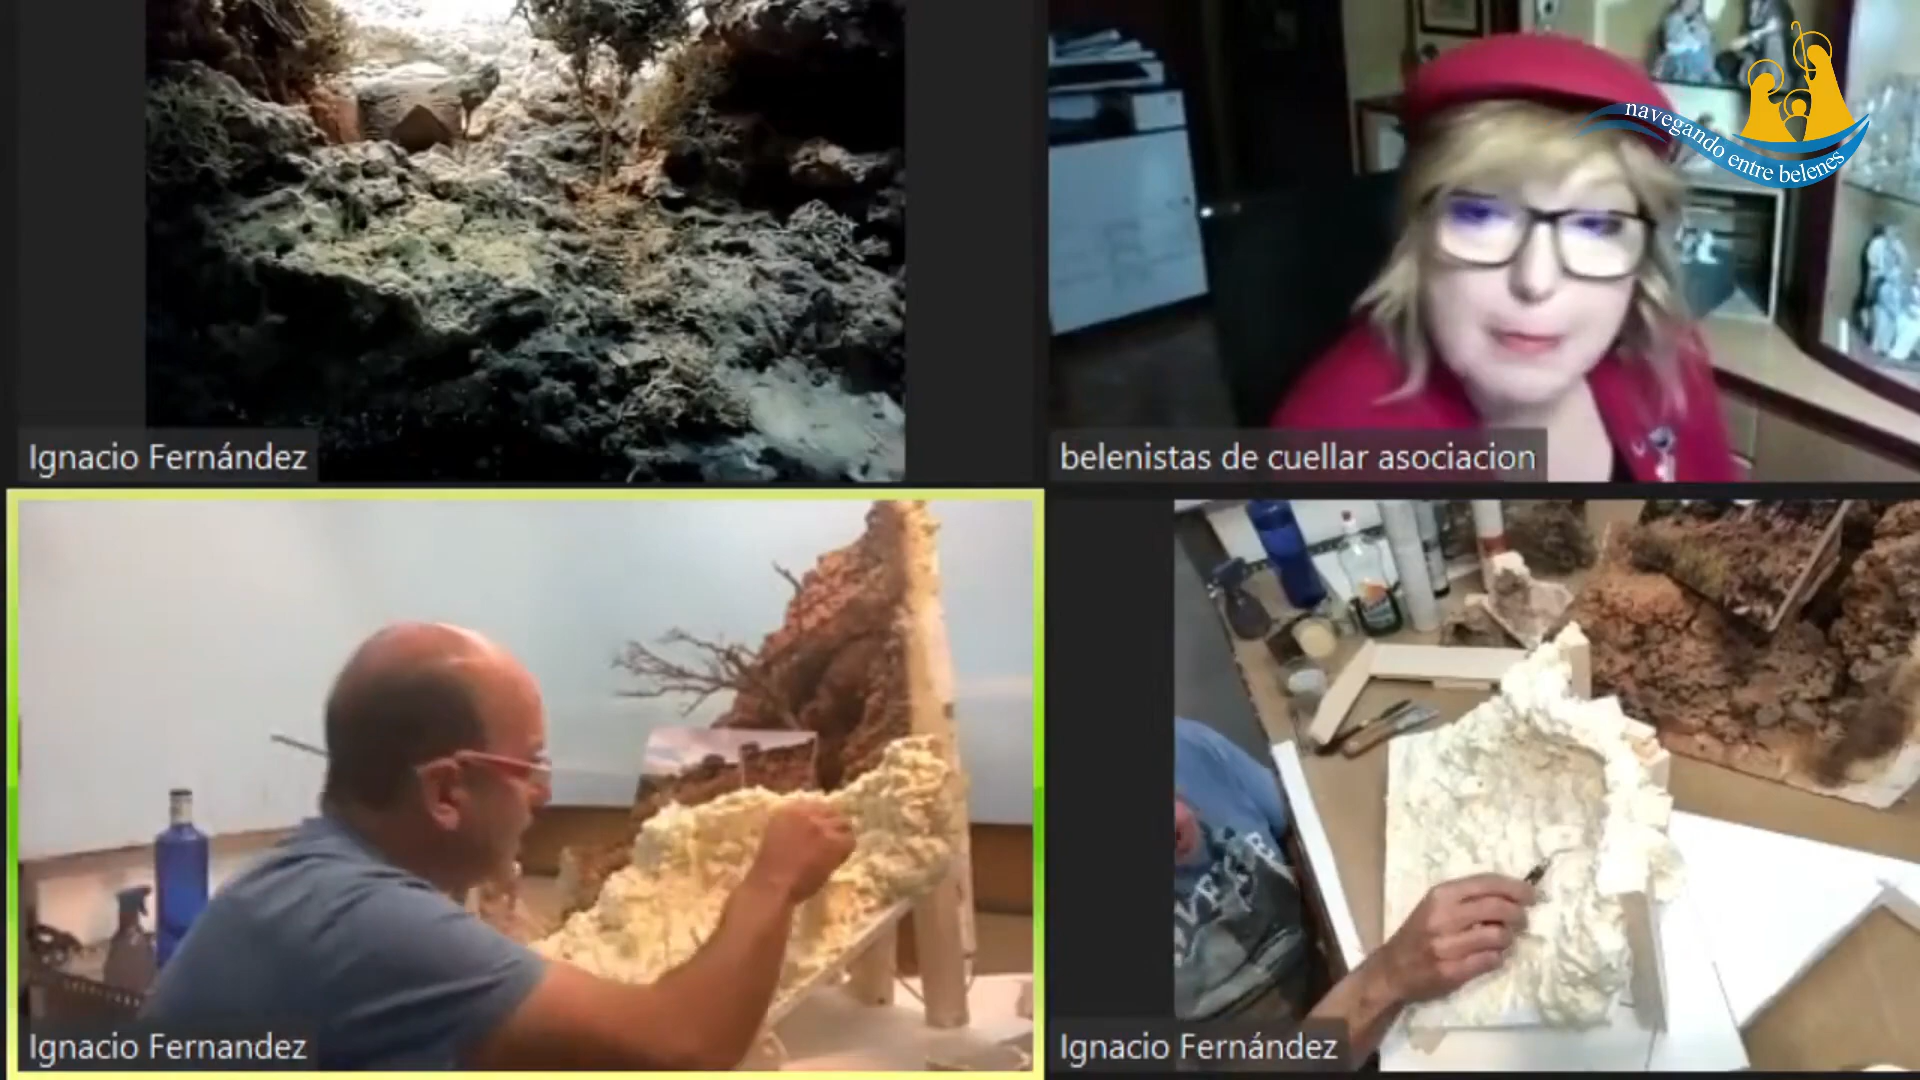 navegando entre belenes
Ignacio Fernández
belenistas de cuellar asociacion
Ignacio Fernandez
Ignacio Fernández